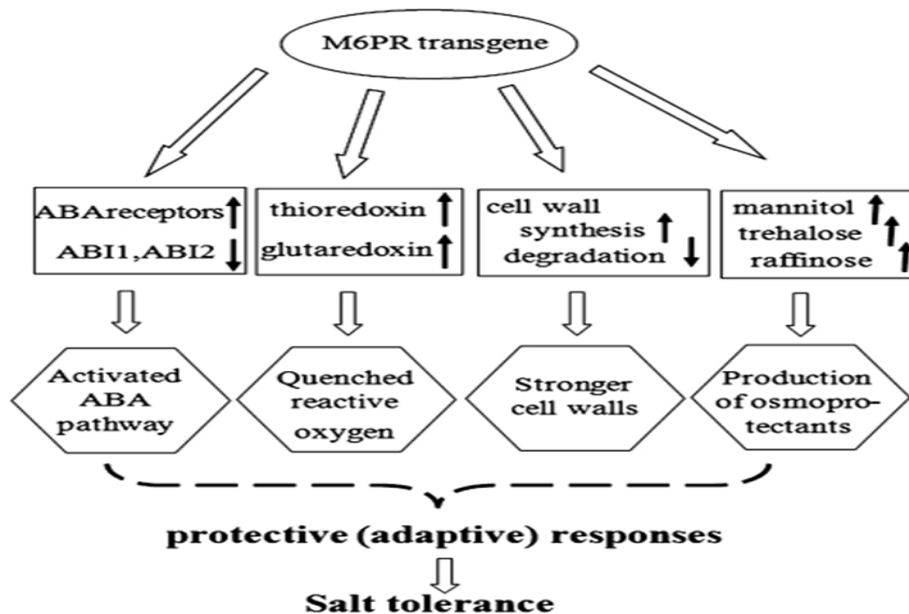 M6PR transgene
ABAreceptors
ABI1,ABI2
thioredoxin
glutaredoxin
cell wall
synthesis
degradation
mannitol
trehalose
raffinose
Activated
ABA
pathway
Quenched
reactive
oxygen
Stronger
cell walls
Production
of osmopro-
tectants
protective (adaptive) responses
Salt tolerance